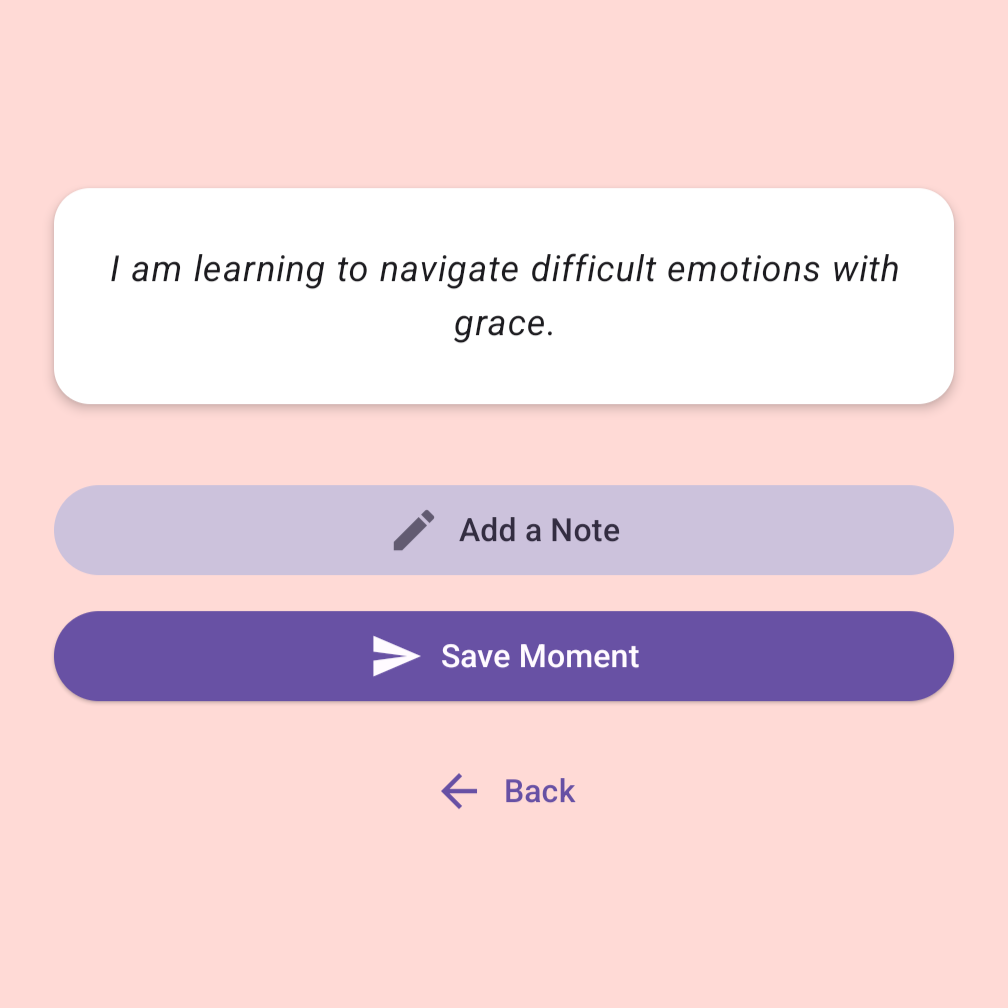 I am learning to navigate difficult emotions with
grace.
Add a Note
Save Moment
Back